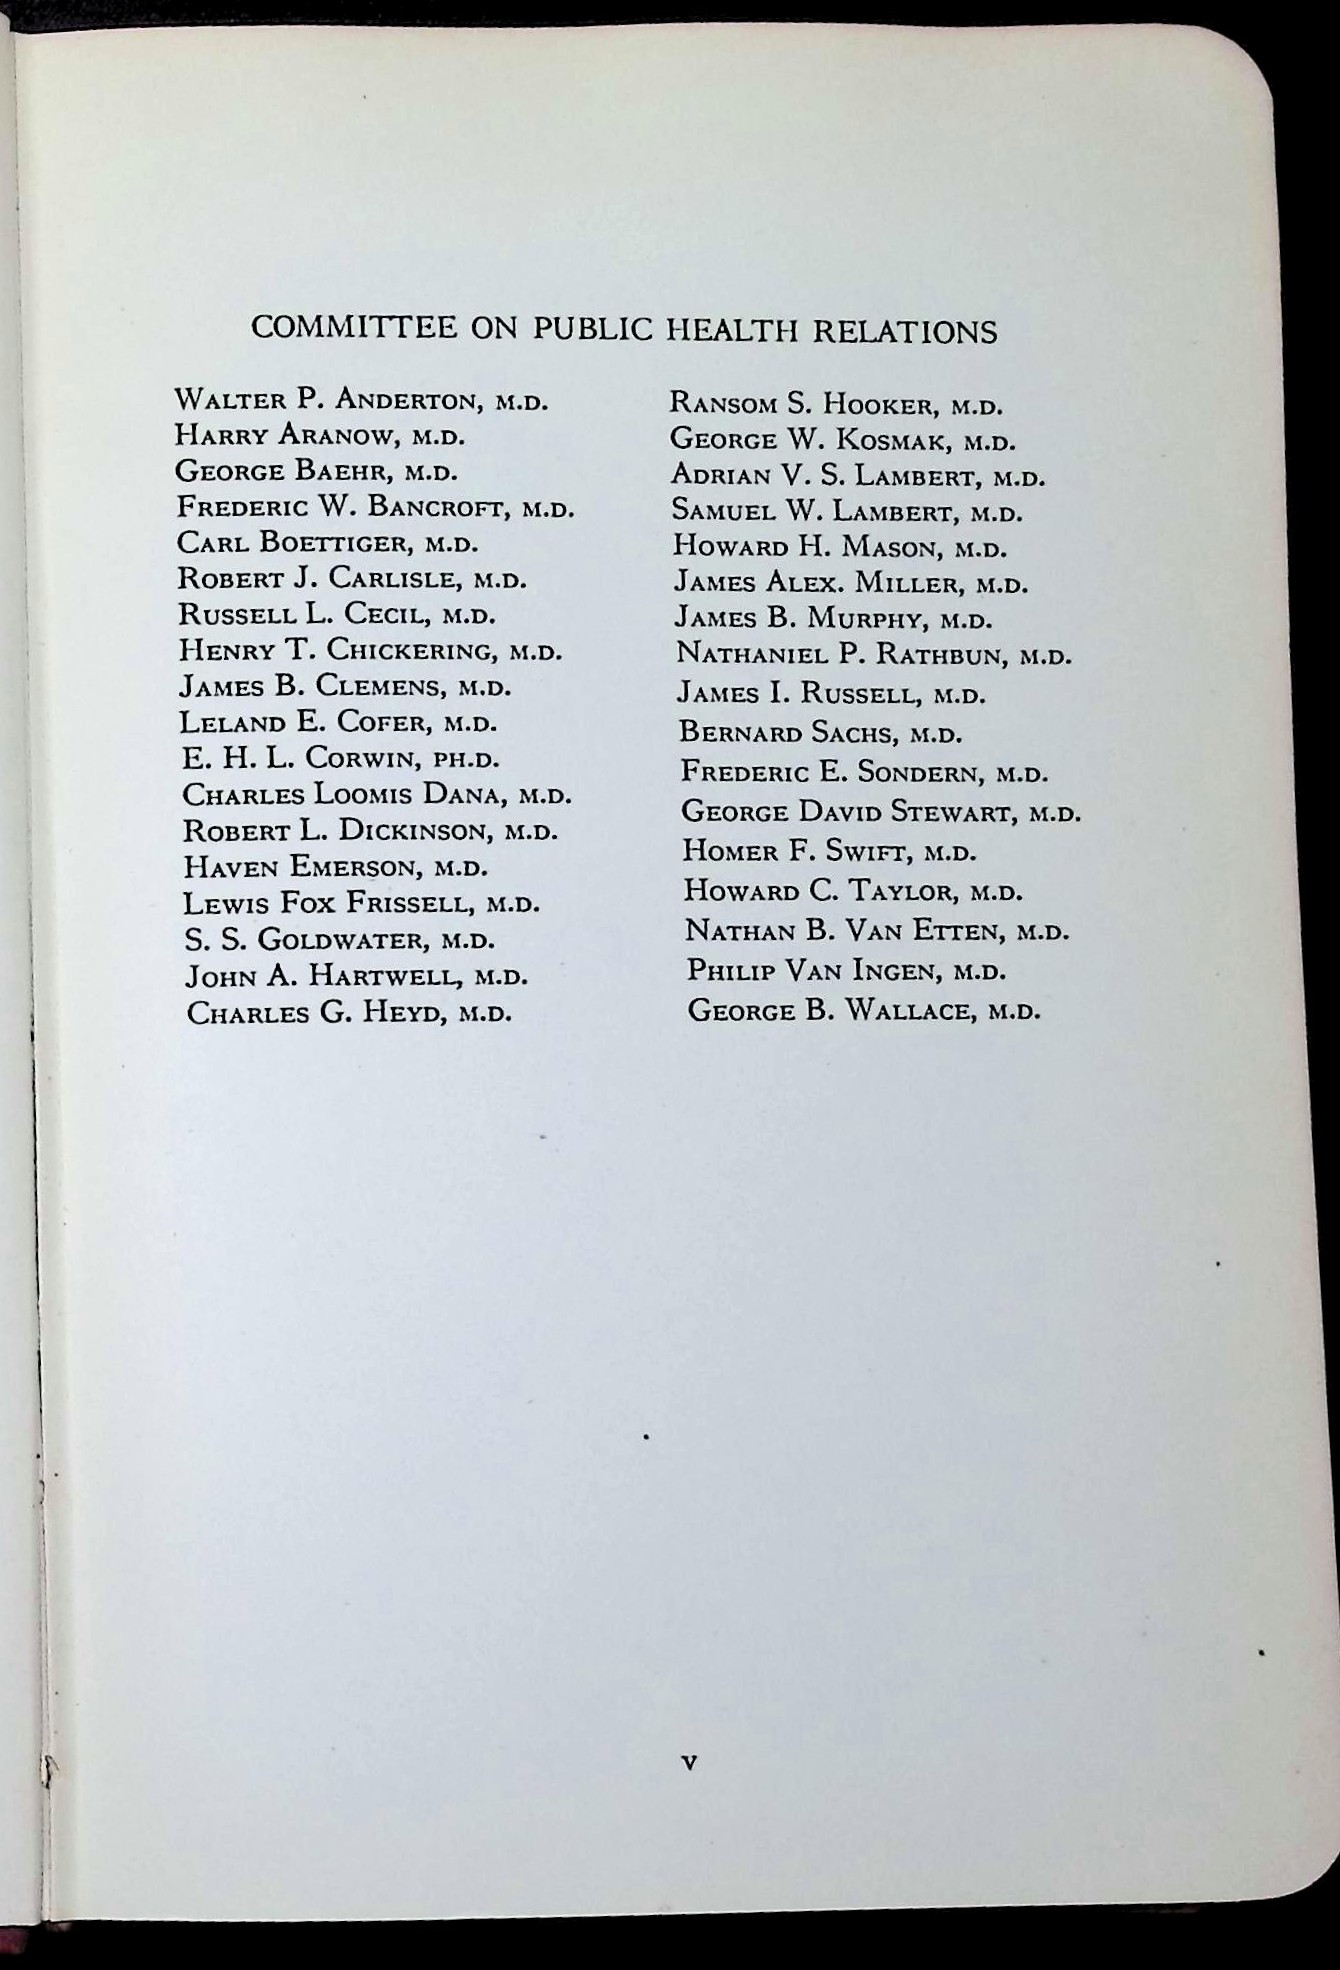 COMMITTEE ON PUBLIC HEALTH RELATIONS
Walter P. Anderton, M.D.
Harry Aranow, M.D.
George Baehr, M.D.
Frederic W. Bancroft, M.D.
Carl Boettiger, M.D.
Robert J. Carlisle, M.D.
Russell L. Cecil, M.D.
Henry T. Chickering, M.D.
James B. Clemens, M.D.
Leland E. Cofer, M.D.
E. H. L. Corwin, PH.D.
Charles Loomis Dana, M.D.
Robert L. Dickinson, M.D.
Haven Emerson, M.D.
Lewis Fox Frissell, M.D.
S. S. Goldwater, M.D.
John A. Hartwell, M.D.
Charles G. Heyd, M.D.
Ransom S. Hooker, M.D.
George W. Kosmak, M.D.
Adrian V. S. Lambert, M.D.
Samuel W. Lambert, M.D.
Howard H. Mason, M.D.
James Alex. Miller, M.D.
James B. Murphy, M.D.
Nathaniel P. Rathbun, M.D.
James I. Russell, M.D.
Bernard Sachs, M.D.
Frederic E. Sondern, M.D.
George David Stewart, M.D.
Homer F. Swift, M.D.
Howard C. Taylor, M.D.
Nathan B. Van Etten, M.D.
Philip Van Ingen, M.D.
George B. Wallace, M.D.
v